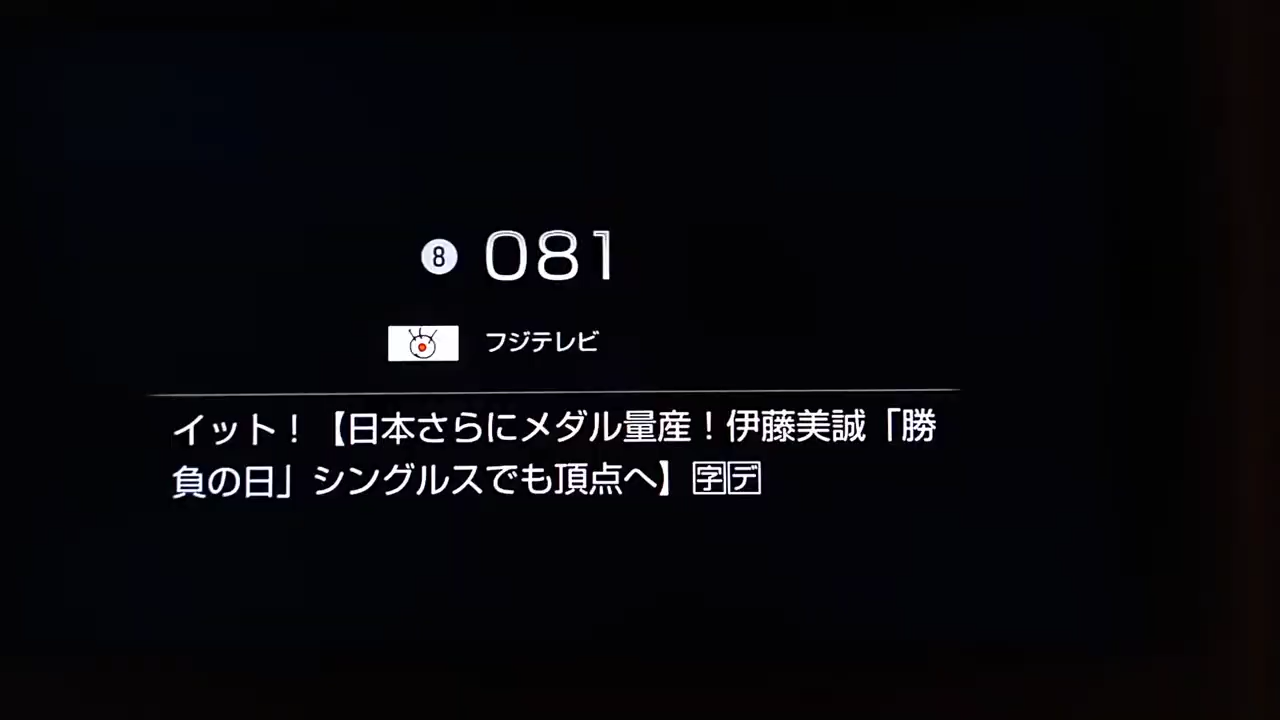 8 081
フジテレビ
イット！【日本さらにメダル量産！伊藤美誠「勝
負の日」シングルスでも頂点へ】🈑🈓